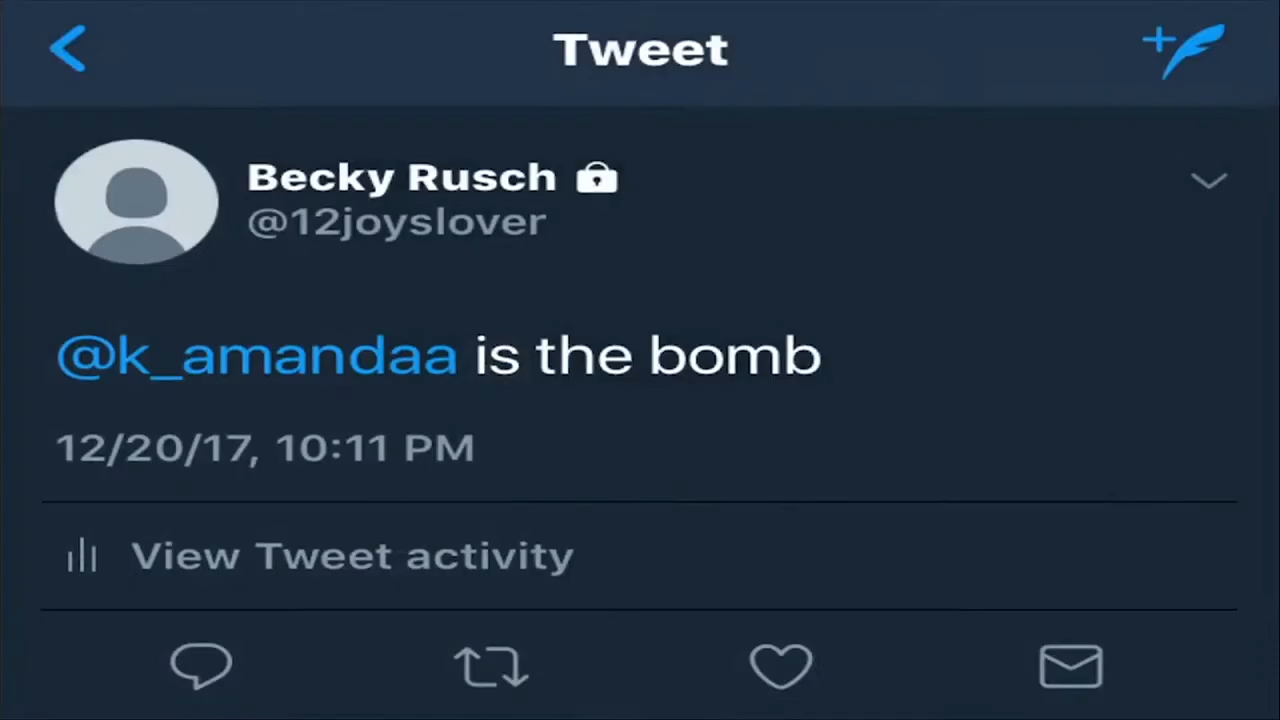 Tweet
Becky Rusch
@12joyslover
@k_amandaa is the bomb
12/20/17, 10:11 PM
View Tweet activity